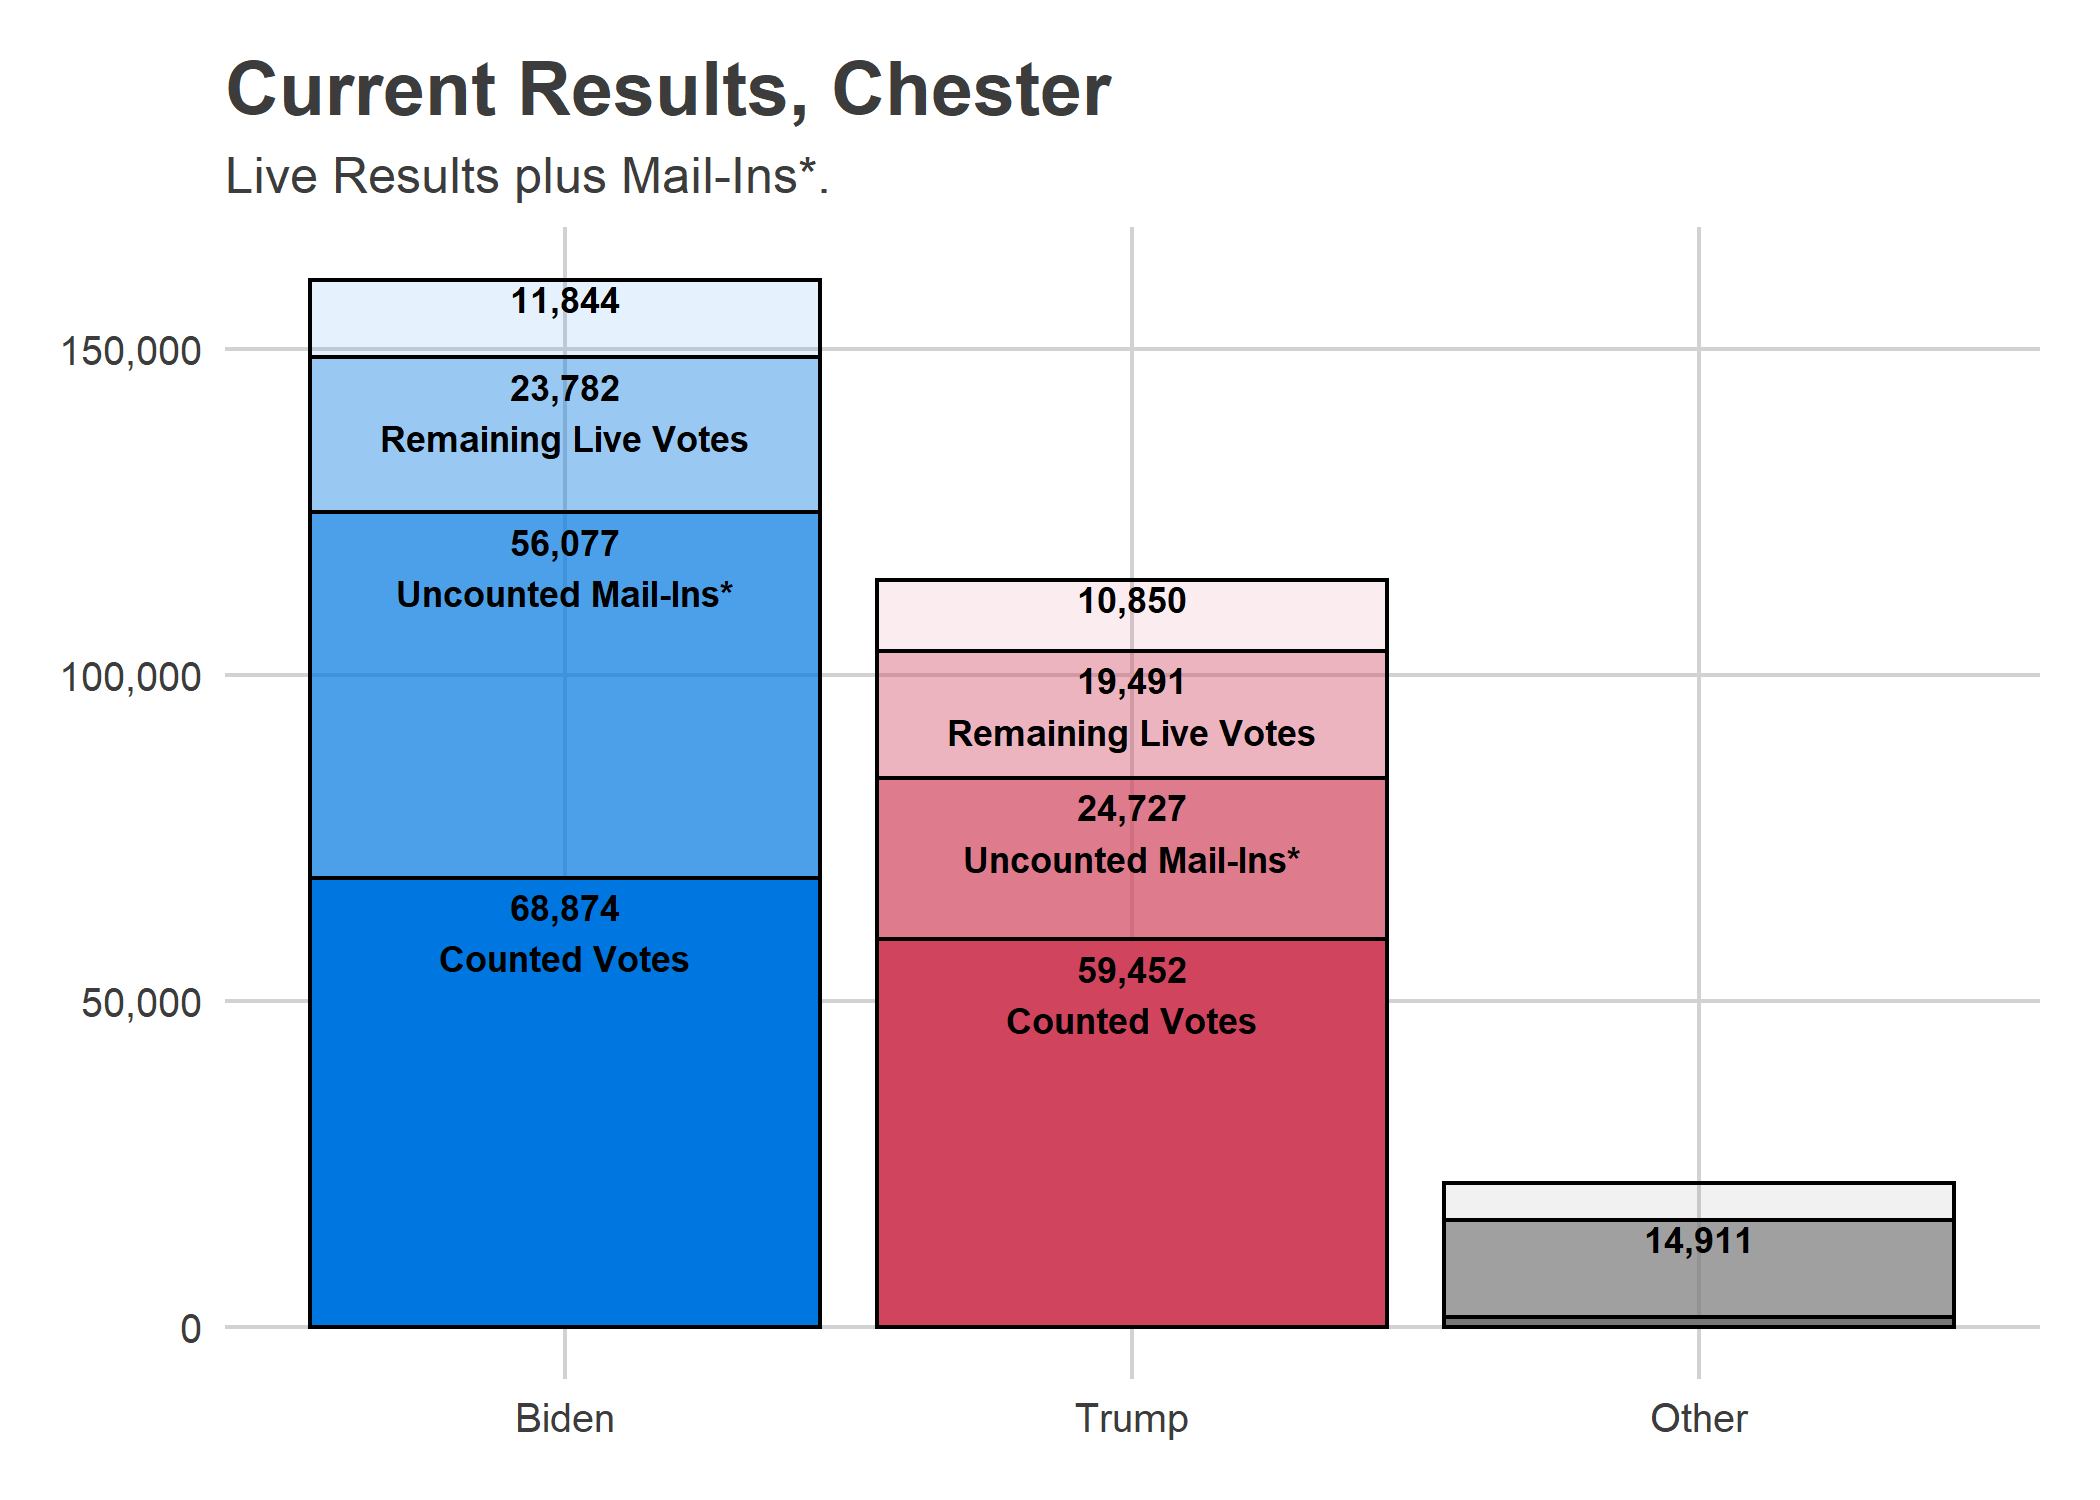 Current Results, Chester
Live Results plus Mail-Ins*.
150,000
100,000
50,000
0
11,844
23,782
Remaining Live Votes
56,077
Uncounted Mail-Ins*
68,874
Counted Votes
10,850
19,491
Remaining Live Votes
24,727
Uncounted Mail-Ins*
59,452
Counted Votes
14,911
Biden
Trump
Other